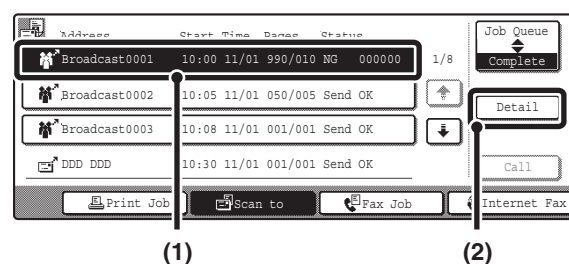 Address Start Time Pages Status
Job Queue
Complete
Broadcast0001 10:00 11/01 990/010 NG 000000
1/8
Broadcast0002 10:05 11/01 050/005 Send OK
Detail
Broadcast0003 10:08 11/01 001/001 Send OK
DDD DDD 10:30 11/01 001/001 Send OK
Call
Print Job Scan to Fax Job Internet Fax
(1) (2)